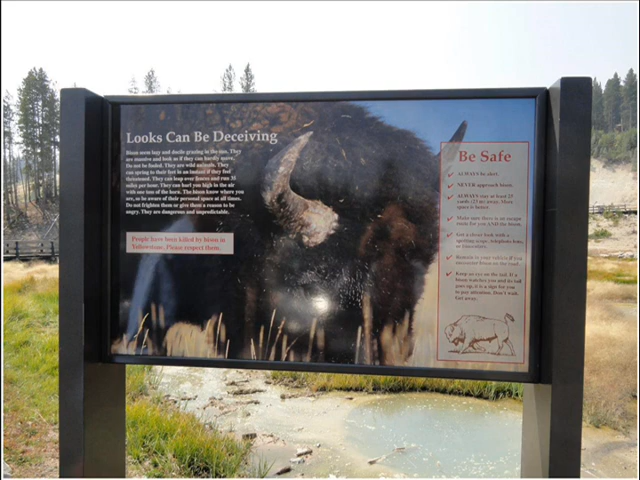 Looks Can Be Deceiving
Bison seem lazy and docile grazing in the sun. They
are massive and look as if they can hardly move.
Do not be fooled. They are wild animals. They
can spring to their feet in an instant if they feel
threatened. They can leap over fences and run 35
miles per hour. They can hurl you high in the air
with one toss of the horn. The bison know where you
are, so be aware of their personal space at all times.
Do not frighten them or give them a reason to be
angry. They are dangerous and unpredictable.
People have been killed by bison in
Yellowstone. Please respect them.
Be Safe
ALWAYS be alert.
NEVER approach bison.
ALWAYS stay at least 25
yards (23 m) away. More
space is better.
Make sure there is an escape
route for you AND the bison.
Get a closer look with a
spotting scope, telephoto lens,
or binoculars.
Remain in your vehicle if you
encounter bison on the road.
Keep an eye on the tail. If a
bison watches you and its tail
goes up, it is a sign for you
to pay attention. Don't wait.
Get away.